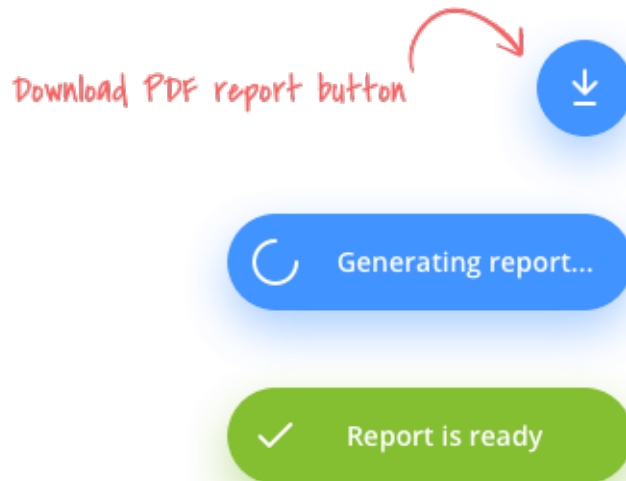 Download PDF report button
Generating report...
Report is ready